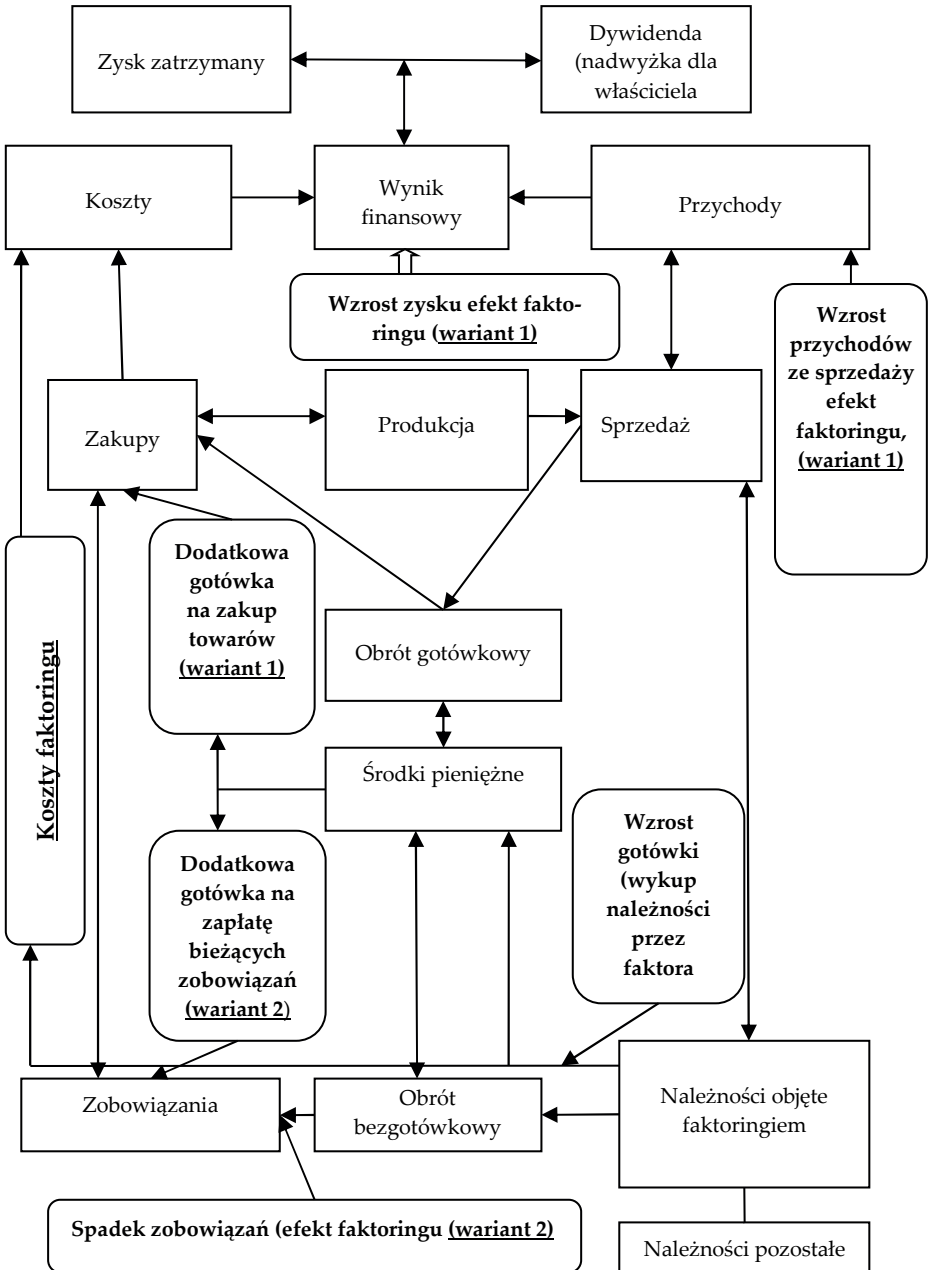 Zysk zatrzymany
Dywidenda
(nadwyżka dla
właściciela
Koszty
Wynik
finansowy
Przychody
Wzrost zysku efekt fakto-
ringu (wariant 1)
Wzrost
przychodów
ze sprzedaży
efekt
faktoringu,
(wariant 1)
Zakupy
Produkcja
Sprzedaż
Dodatkowa
gotówka
na zakup
towarów
(wariant 1)
Obrót gotówkowy
Koszty faktoringu
Środki pieniężne
Wzrost
gotówki
(wykup
należności
przez
faktora
Dodatkowa
gotówka na
zapłatę
bieżących
zobowiązań
(wariant 2)
Zobowiązania
Obrót
bezgotówkowy
Należności objęte
faktoringiem
Spadek zobowiązań (efekt faktoringu (wariant 2)
Należności pozostałe